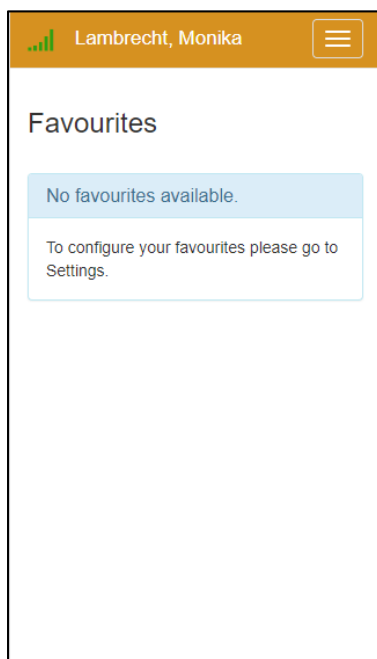 Lambrecht, Monika
Favourites
No favourites available.
To configure your favourites please go to
Settings.